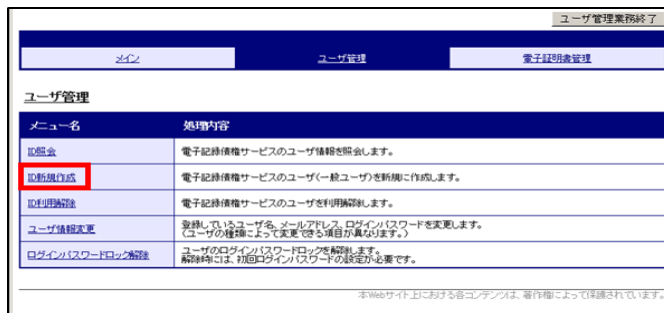 ユーザ管理業務終了
メイン
ユーザ管理
電子証明書管理
ユーザ管理
メニュー名
処理内容
ID照会
電子記録債権サービスのユーザ情報を照会します。
ID新規作成
電子記録債権サービスのユーザ(一般ユーザ)を新規に作成します。
ID利用解除
電子記録債権サービスのユーザを利用解除します。
ユーザ情報変更
登録しているユーザ名、メールアドレス、ログインパスワードを変更します。
(ユーザの種類によって変更できる項目が異なります。)
ログインパスワードロック解除
ユーザのログインパスワードロックを解除します。
解除時には、初回ログインパスワードの設定が必要です。
本Webサイト上における各コンテンツは、著作権によって保護されています。